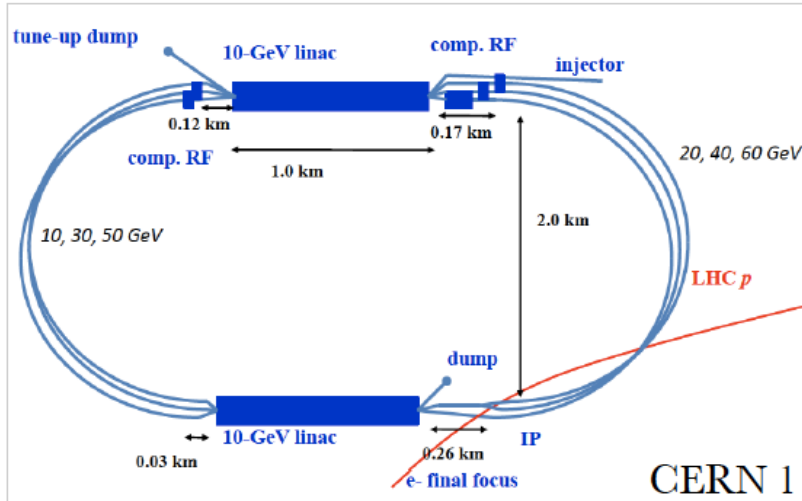 tune-up dump
10-GeV linac
comp. RF
injector
0.12 km
0.17 km
comp. RF
1.0 km
20, 40, 60 GeV
2.0 km
10, 30, 50 GeV
LHC p
dump
10-GeV linac
0.03 km
0.26 km
IP
e- final focus
CERN 1